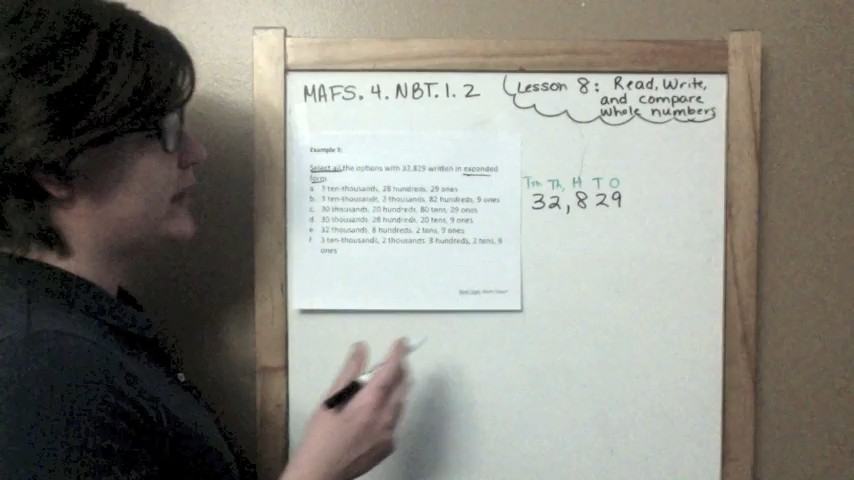 MAFS.4.NBT.1.2
Lesson 8: Read, Write,
and compare
whole numbers
Example 3:
Select all the options with 32,829 written in expanded
form.
a. 3 ten-thousands, 28 hundreds, 29 ones
b. 3 ten-thousands, 2 thousands, 82 hundreds, 9 ones
c. 30 thousands, 20 hundreds, 80 tens, 29 ones
d. 30 thousands, 28 hundreds, 20 tens, 9 ones
e. 32 thousands, 8 hundreds, 2 tens, 9 ones
f. 3 ten-thousands, 2 thousands, 8 hundreds, 2 tens, 9
ones
Th, H T O
32,829